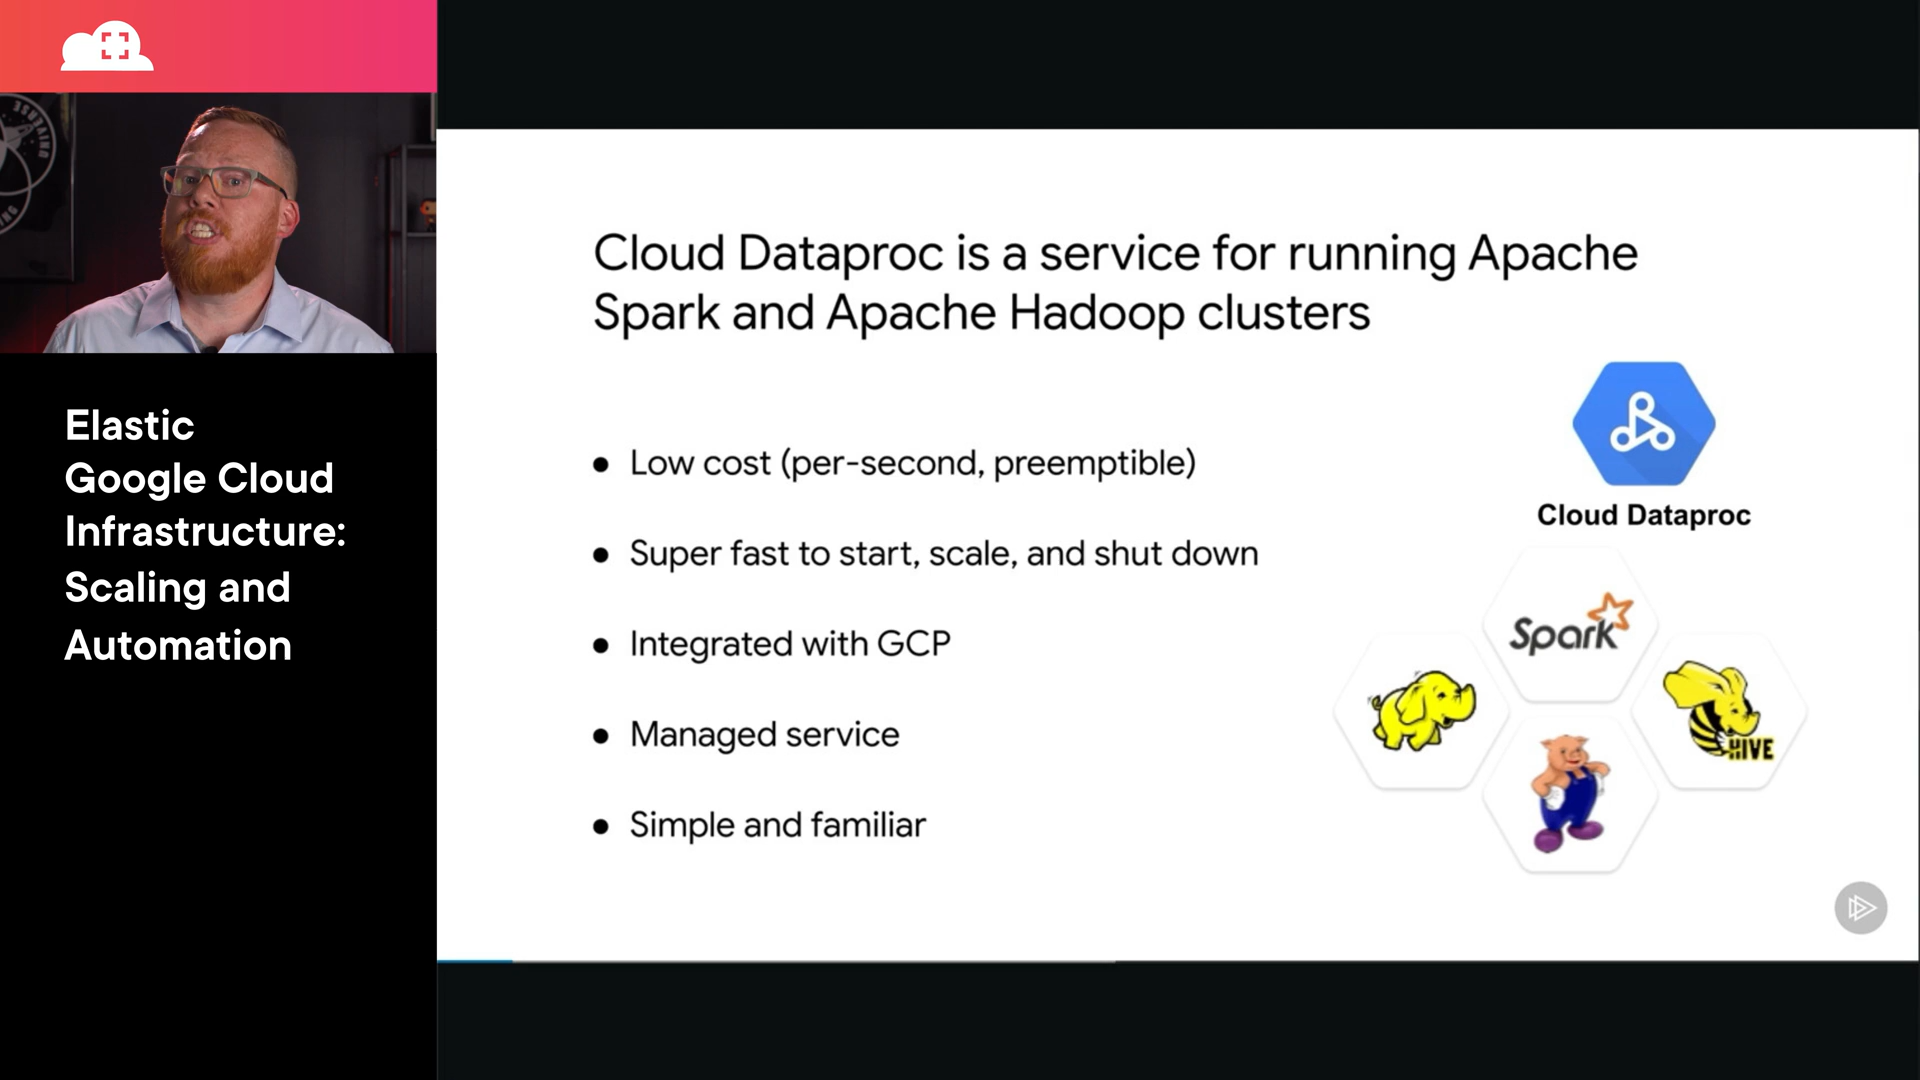 Elastic
Google Cloud
Infrastructure:
Scaling and
Automation
Cloud Dataproc is a service for running Apache
Spark and Apache Hadoop clusters
● Low cost (per-second, preemptible)
● Super fast to start, scale, and shut down
● Integrated with GCP
● Managed service
● Simple and familiar
Cloud Dataproc
Spark
HIVE